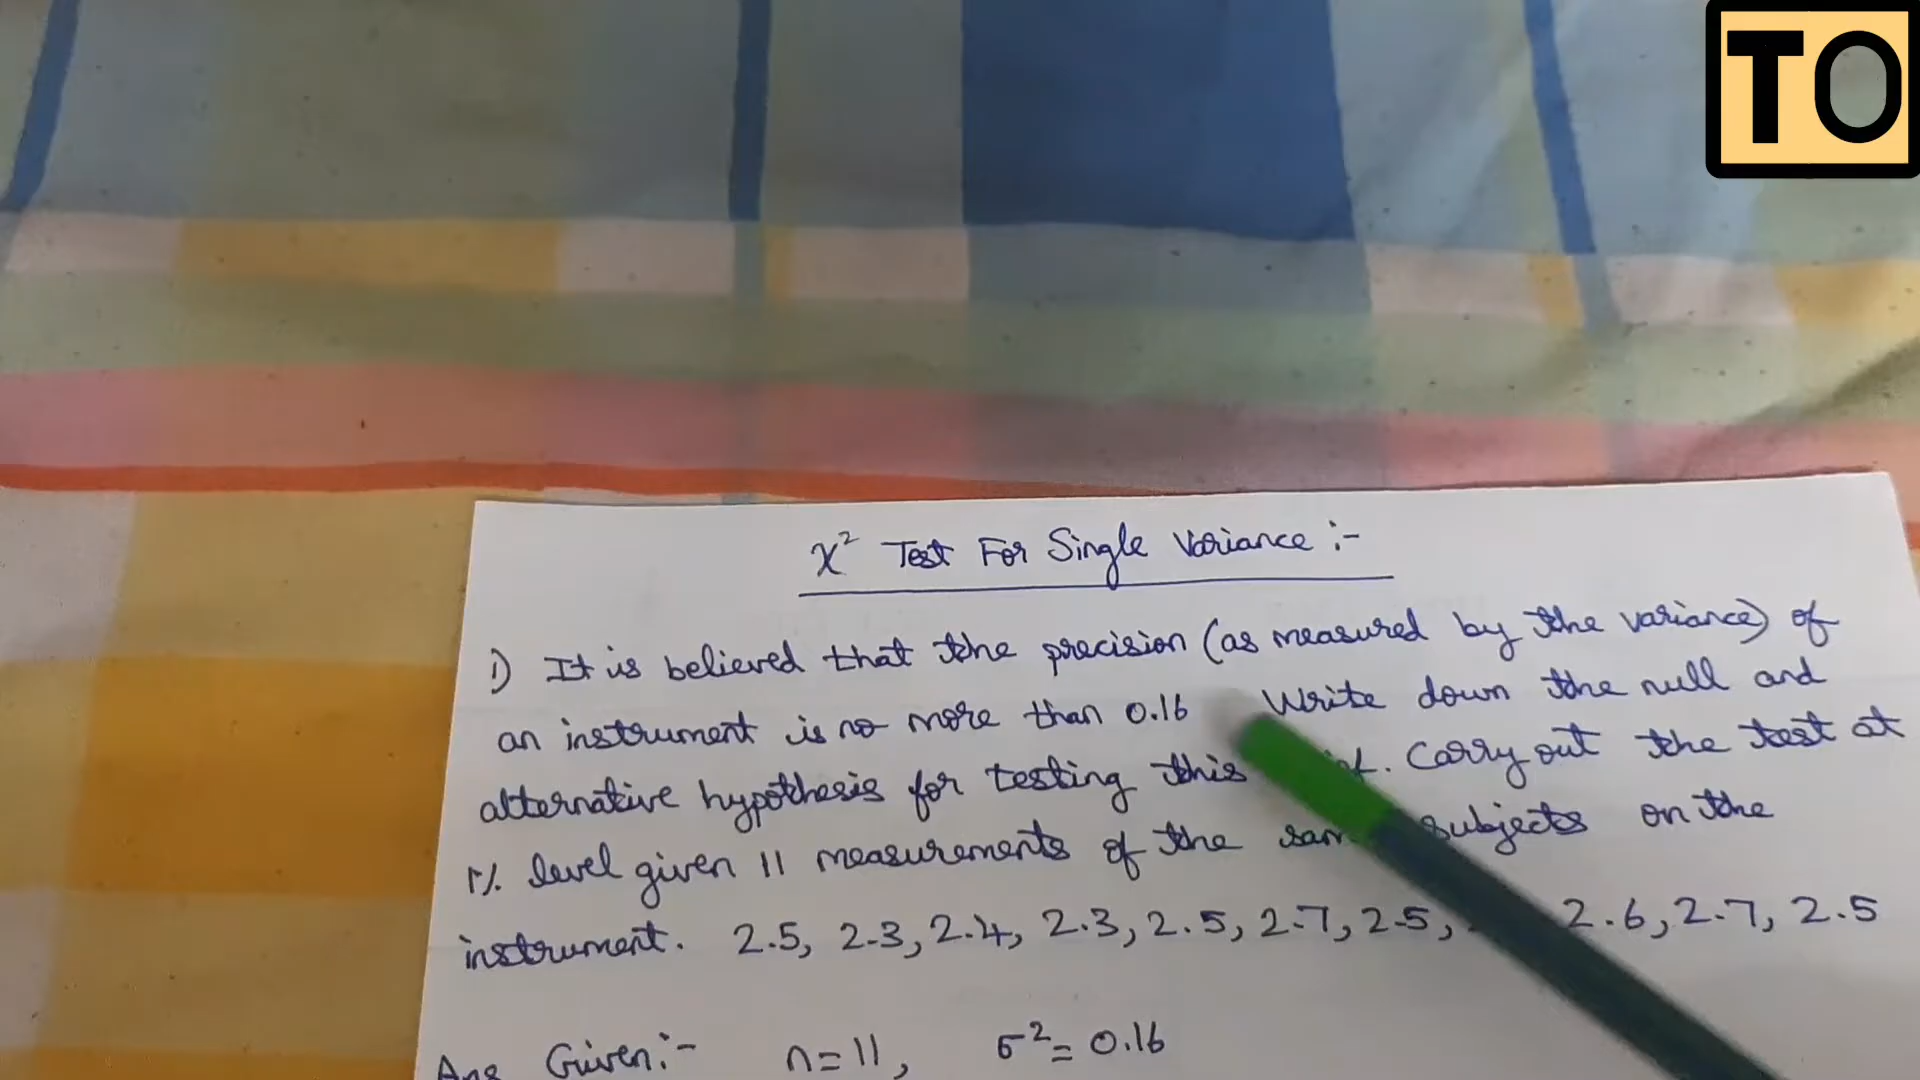 TO
χ² Test For Single Variance :-
1) It is believed that the precision (as measured by the variance) of
an instrument is no more than 0.16 Write down the null and
alternative hypothesis for testing this . Carry out the test at
1% level given 11 measurements of the subjects on the
instrument. 2.5, 2.3, 2.4, 2.3, 2.5, 2.7, 2.5, 2.6, 2.7, 2.5
Ans Given :- n = 11, σ² = 0.16